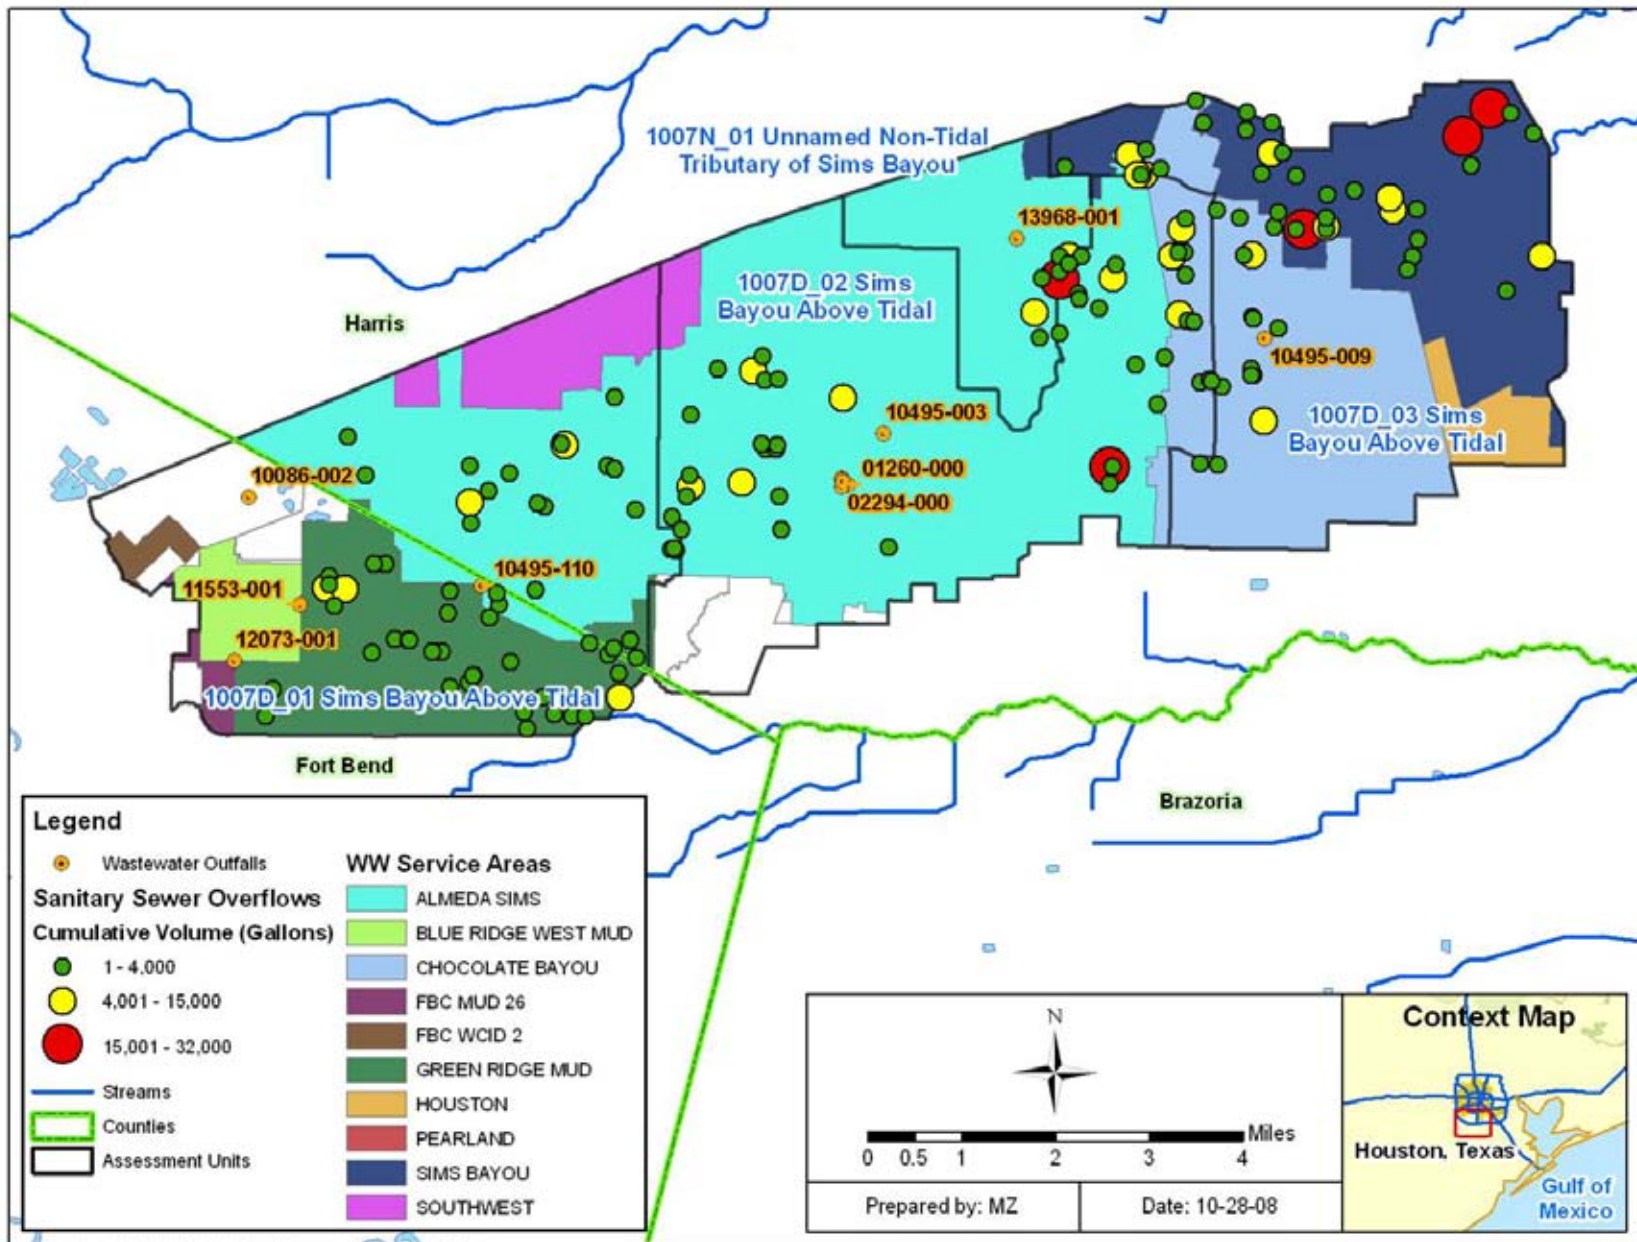 1007N_01 Unnamed Non-Tidal
Tributary of Sims Bayou
13968-001
1007D_02 Sims
Bayou Above Tidal
Harris
10495-009
10495-003
1007D_03 Sims
Bayou Above Tidal
10086-002
01260-000
02294-000
10495-110
11553-001
12073-001
1007D_01 Sims Bayou Above Tidal
Fort Bend
Brazoria
Legend
Wastewater Outfalls
Sanitary Sewer Overflows
Cumulative Volume (Gallons)
1 - 4.000
4,001 - 15,000
15,001 - 32,000
Streams
Counties
Assessment Units
WW Service Areas
ALMEDA SIMS
BLUE RIDGE WEST MUD
CHOCOLATE BAYOU
FBC MUD 26
FBC WCID 2
GREEN RIDGE MUD
HOUSTON
PEARLAND
SIMS BAYOU
SOUTHWEST
N
Miles
0 0.5 1 2 3 4
Prepared by: MZ
Date: 10-28-08
Context Map
Houston, Texas
Gulf of
Mexico